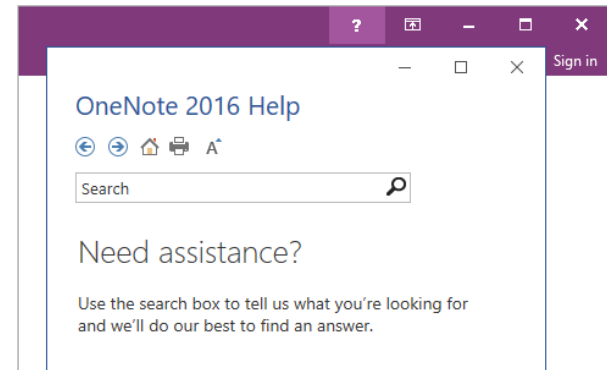 ?
Sign in
OneNote 2016 Help
A
Search
Need assistance?
Use the search box to tell us what you're looking for
and we'll do our best to find an answer.